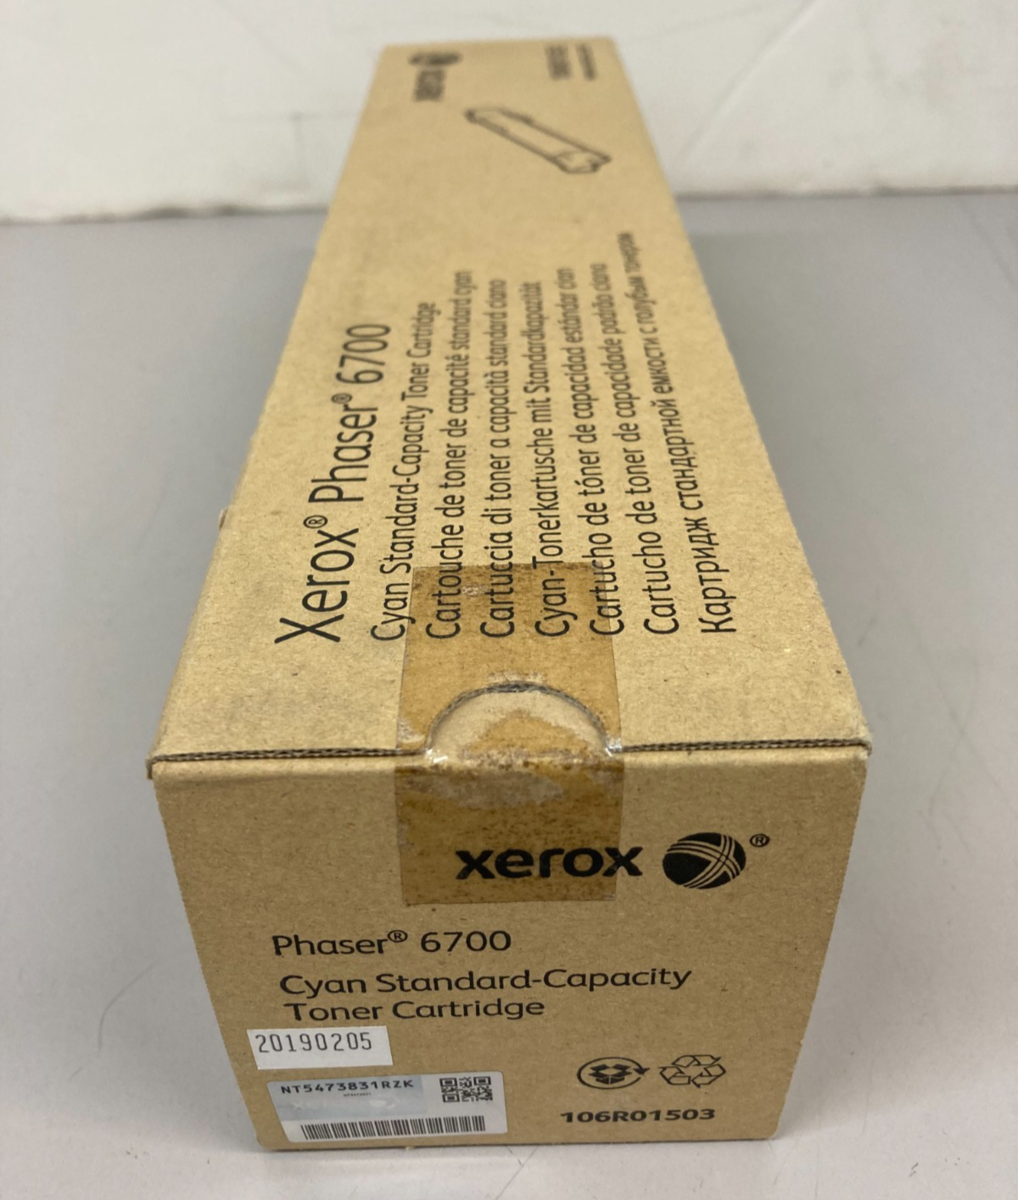 xerox
Xerox® Phaser® 6700
Cyan Standard-Capacity Toner Cartridge
Cartouche de toner de capacité standard cyan
Cartuccia di toner a capacità standard ciano
Cyan-Tonerkartusche mit Standardkapazität
Cartucho de tóner de capacidad estándar cian
Cartucho de toner de capacidade padrão ciano
Картридж стандартной емкости с голубым тонером
xerox ®
Phaser® 6700
Cyan Standard-Capacity
Toner Cartridge
20190205
NT5473831RZK
106R01503